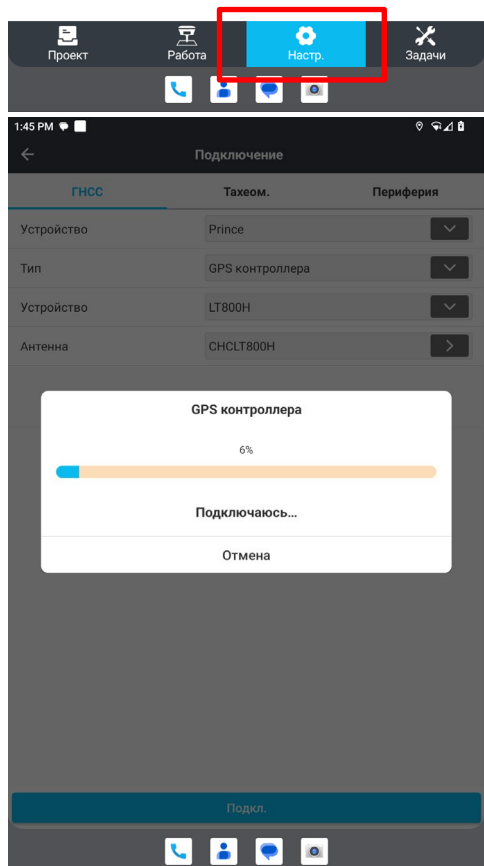 Проект Работа Настр. Задачи
1:45 PM
Подключение
ГНСС Тахеом. Периферия
Устройство Prince
Тип GPS контроллера
Устройство LT800H
Антенна CHCLT800H
GPS контроллера
6%
Подключаюсь...
Отмена
Подкл.